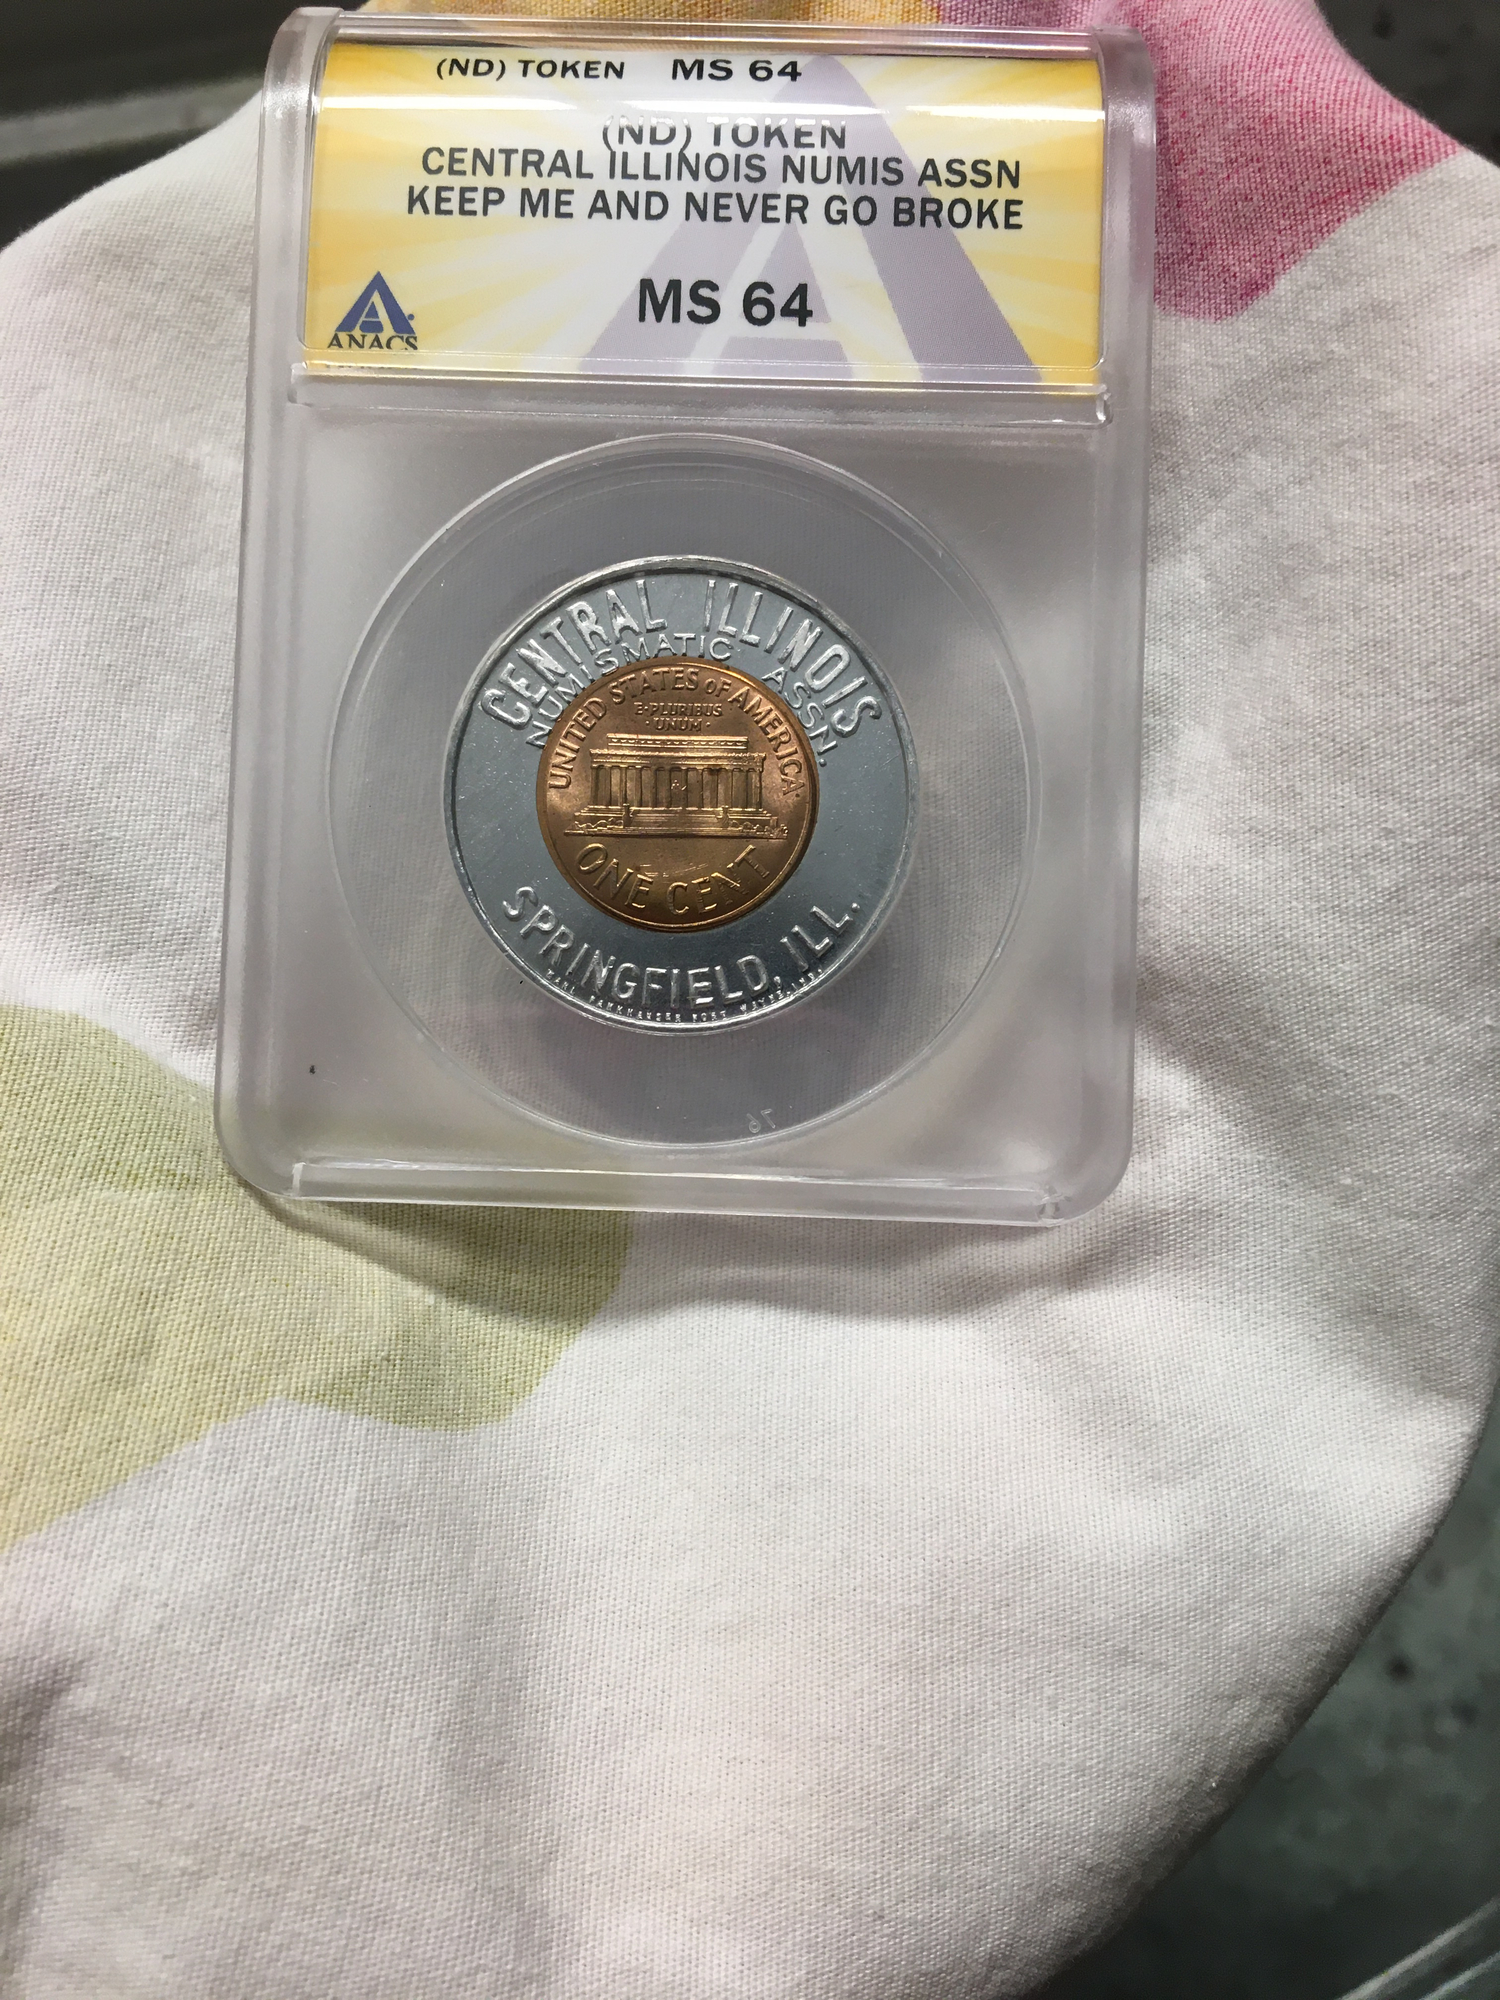 (ND) TOKEN MS 64
(ND) TOKEN
CENTRAL ILLINOIS NUMIS ASSN
KEEP ME AND NEVER GO BROKE
MS 64
ANACS
CENTRAL ILLINOIS
NUMISMATIC ASSN.
UNITED STATES OF AMERICA
E·PLURIBUS
·UNUM·
ONE CENT
SPRINGFIELD, ILL.
76